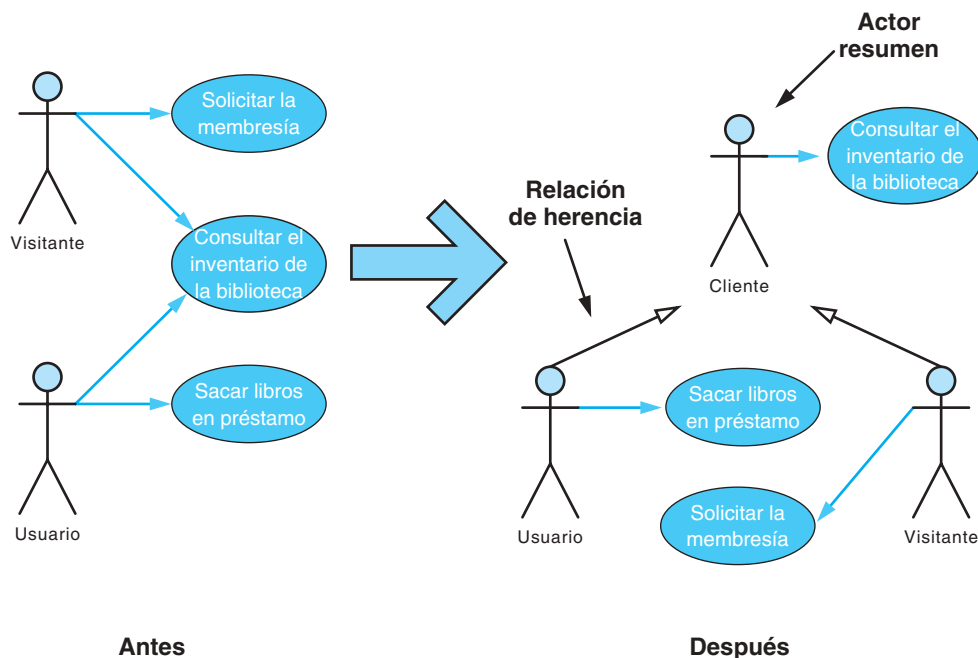 Solicitar la
membresía
Visitante
Consultar el
inventario de
la biblioteca
Sacar libros
en préstamo
Usuario
Antes
Actor
resumen
Consultar el
inventario de
la biblioteca
Relación
de herencia
Cliente
Sacar libros
en préstamo
Solicitar la
membresía
Usuario
Visitante
Después